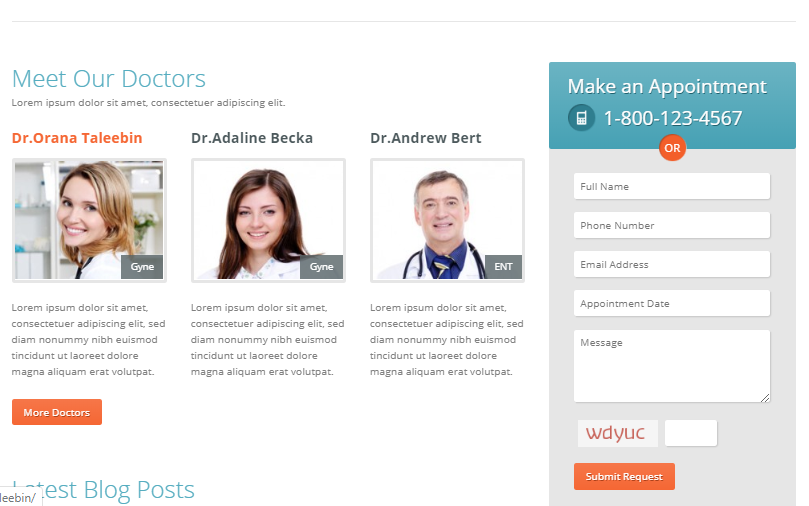 Meet Our Doctors
Lorem ipsum dolor sit amet, consectetuer adipiscing elit.
Dr.Orana Taleebin
Gyne
Lorem ipsum dolor sit amet,
consectetuer adipiscing elit, sed
diam nonummy nibh euismod
tincidunt ut laoreet dolore
magna aliquam erat volutpat.
Dr.Adaline Becka
Gyne
Lorem ipsum dolor sit amet,
consectetuer adipiscing elit, sed
diam nonummy nibh euismod
tincidunt ut laoreet dolore
magna aliquam erat volutpat.
Dr.Andrew Bert
ENT
Lorem ipsum dolor sit amet,
consectetuer adipiscing elit, sed
diam nonummy nibh euismod
tincidunt ut laoreet dolore
magna aliquam erat volutpat.
More Doctors
Latest Blog Posts
leebin/
Make an Appointment
1-800-123-4567
OR
Full Name
Phone Number
Email Address
Appointment Date
Message
wdyuc
Submit Request